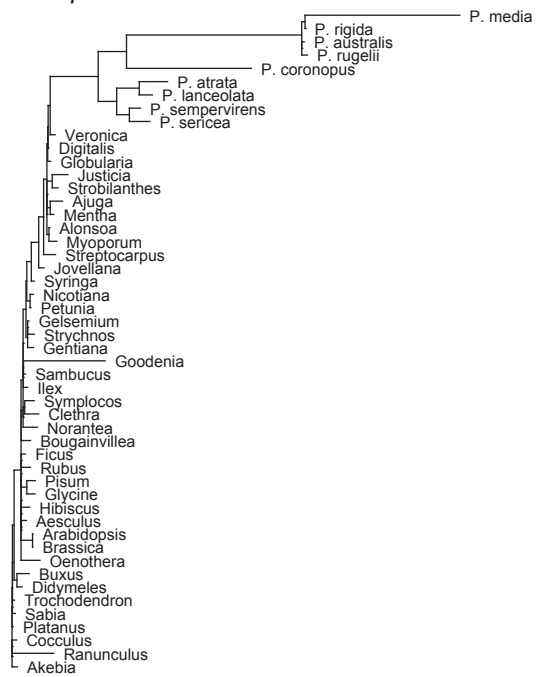 P. media
P. rigida
P. australis
P. rugelii
P. coronopus
P. atrata
P. lanceolata
P. sempervirens
P. sericea
Veronica
Digitalis
Globularia
Justicia
Strobilanthes
Ajuga
Mentha
Alonsoa
Myoporum
Streptocarpus
Jovellana
Syringa
Nicotiana
Petunia
Gelsemium
Strychnos
Gentiana
Goodenia
Sambucus
Ilex
Symplocos
Clethra
Norantea
Bougainvillea
Ficus
Rubus
Pisum
Glycine
Hibiscus
Aesculus
Arabidopsis
Brassica
Oenothera
Buxus
Didymeles
Trochodendron
Sabia
Platanus
Cocculus
Ranunculus
Akebia